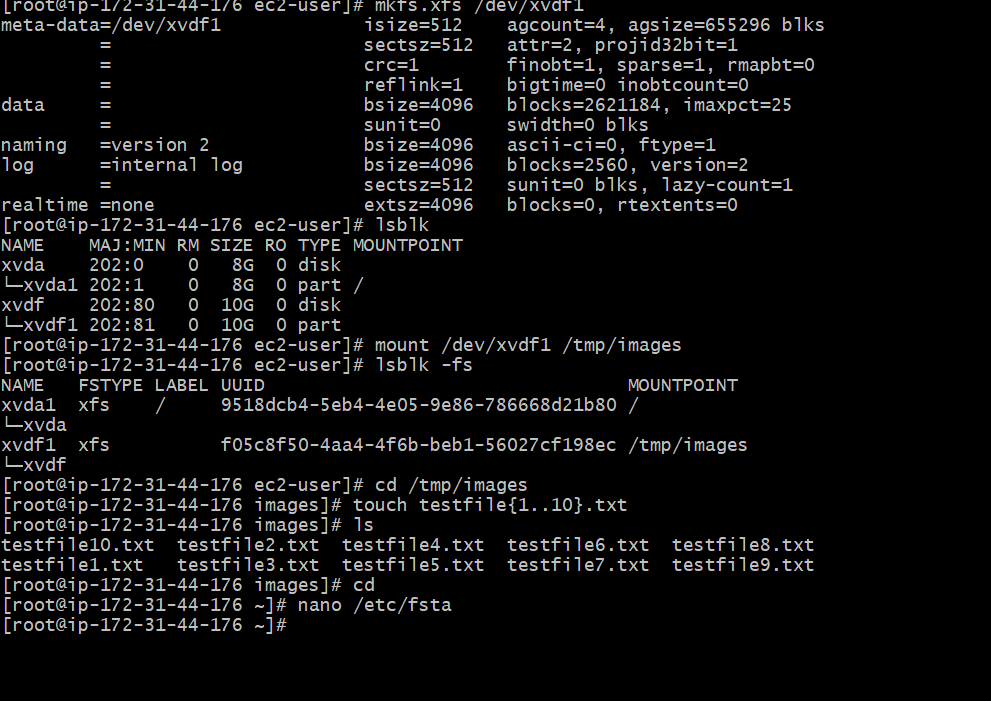 [root@ip-172-31-44-176 ec2-user]# mkfs.xfs /dev/xvdf1
meta-data=/dev/xvdf1             isize=512    agcount=4, agsize=655296 blks
         =                       sectsz=512   attr=2, projid32bit=1
         =                       crc=1        finobt=1, sparse=1, rmapbt=0
         =                       reflink=1    bigtime=0 inobtcount=0
data     =                       bsize=4096   blocks=2621184, imaxpct=25
         =                       sunit=0      swidth=0 blks
naming   =version 2              bsize=4096   ascii-ci=0, ftype=1
log      =internal log           bsize=4096   blocks=2560, version=2
         =                       sectsz=512   sunit=0 blks, lazy-count=1
realtime =none                   extsz=4096   blocks=0, rtextents=0
[root@ip-172-31-44-176 ec2-user]# lsblk
NAME    MAJ:MIN RM SIZE RO TYPE MOUNTPOINT
xvda    202:0    0   8G  0 disk
└─xvda1 202:1    0   8G  0 part /
xvdf    202:80   0  10G  0 disk
└─xvdf1 202:81   0  10G  0 part
[root@ip-172-31-44-176 ec2-user]# mount /dev/xvdf1 /tmp/images
[root@ip-172-31-44-176 ec2-user]# lsblk -fs
NAME   FSTYPE LABEL UUID                                 MOUNTPOINT
xvda1  xfs    /     9518dcb4-5eb4-4e05-9e86-786668d21b80 /
└─xvda
xvdf1  xfs          f05c8f50-4aa4-4f6b-beb1-56027cf198ec /tmp/images
└─xvdf
[root@ip-172-31-44-176 ec2-user]# cd /tmp/images
[root@ip-172-31-44-176 images]# touch testfile{1..10}.txt
[root@ip-172-31-44-176 images]# ls
testfile10.txt  testfile2.txt  testfile4.txt  testfile6.txt  testfile8.txt
testfile1.txt   testfile3.txt  testfile5.txt  testfile7.txt  testfile9.txt
[root@ip-172-31-44-176 images]# cd
[root@ip-172-31-44-176 ~]# nano /etc/fsta
[root@ip-172-31-44-176 ~]#